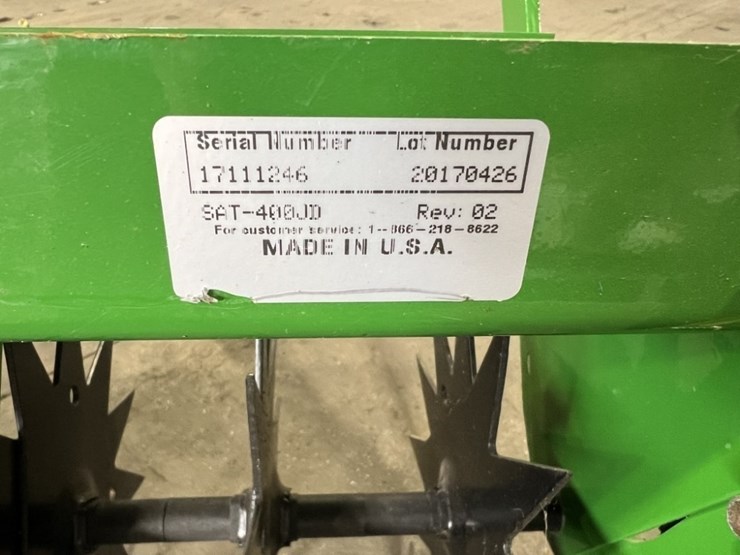 Serial Number Lot Number
17111246 20170426
SAT-400JD Rev: 02
For customer service: 1-866-218-8622
MADE IN U.S.A.